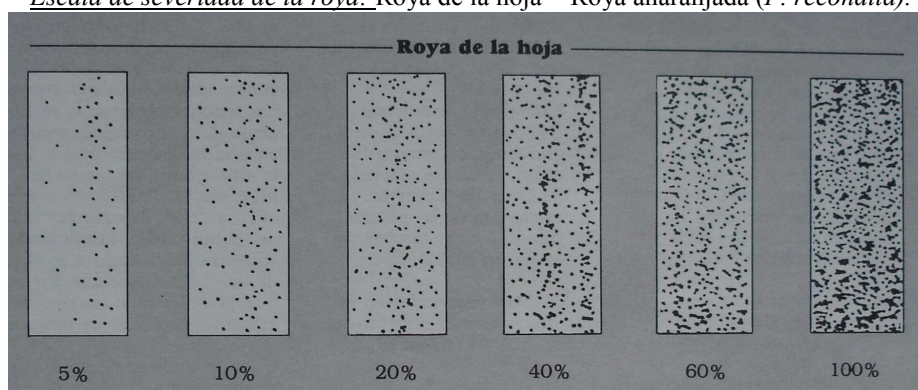 Escala de severidad de la roya: Roya de la hoja – Roya anaranjada (P. recondita).
Roya de la hoja
5% 10% 20% 40% 60% 100%